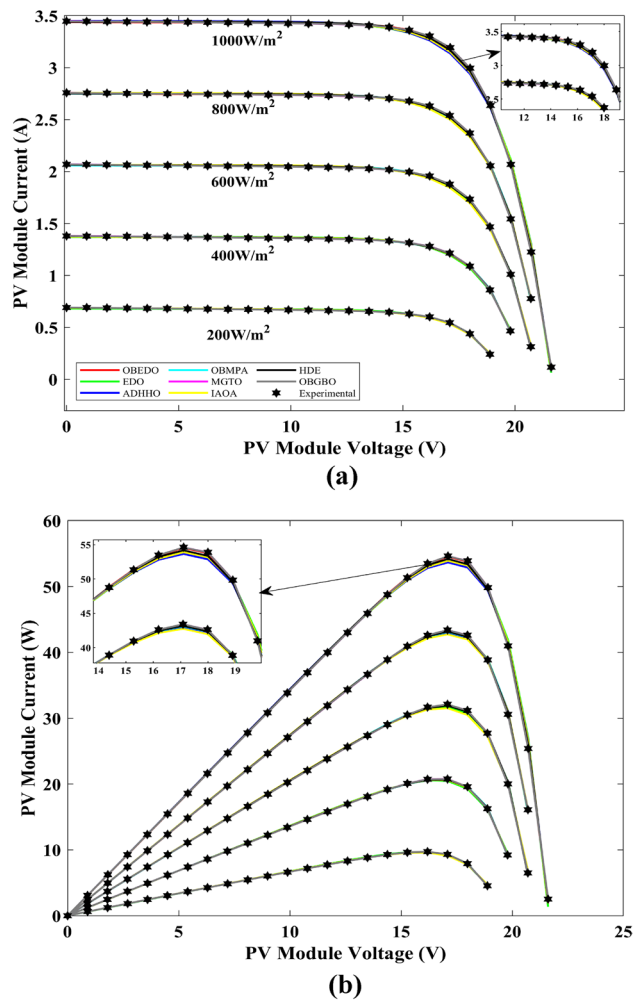 3.5
3
2.5
2
1.5
1
0.5
0
PV Module Current (A)
1000W/m²
800W/m²
600W/m²
400W/m²
200W/m²
3.5
3
2.5
12 14 16 18
OBEDO OBMPA HDE
EDO MGTO OBGBO
ADHHO IAOA Experimental
0 5 10 15 20
PV Module Voltage (V)
(a)
60
50
40
30
20
10
0
PV Module Current (W)
55
50
45
40
14 15 16 17 18 19
0 5 10 15 20 25
PV Module Voltage (V)
(b)